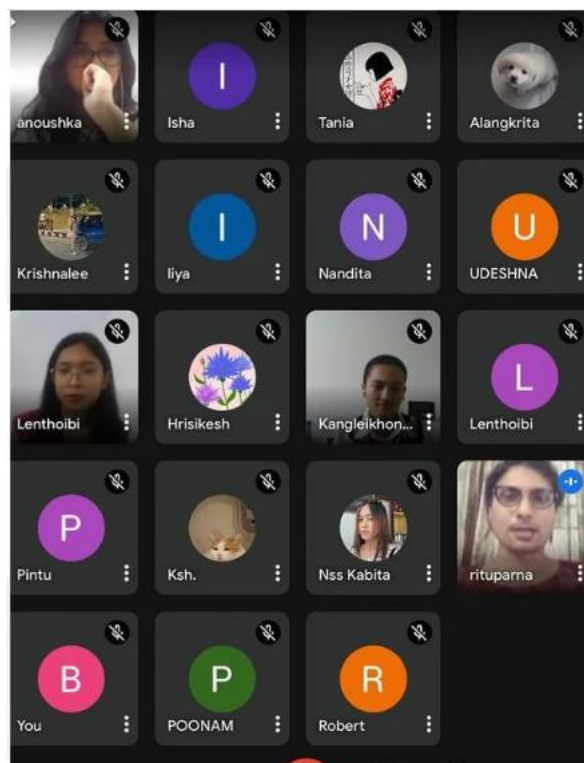 anoushka
I
Isha
Tania
Alangkrita
Krishnalee
I
liya
N
Nandita
U
UDESHNA
Lenthoibi
Hrisikesh
Kangleikhon...
L
Lenthoibi
P
Pintu
Ksh.
Nss Kabita
rituparna
B
You
P
POONAM
R
Robert